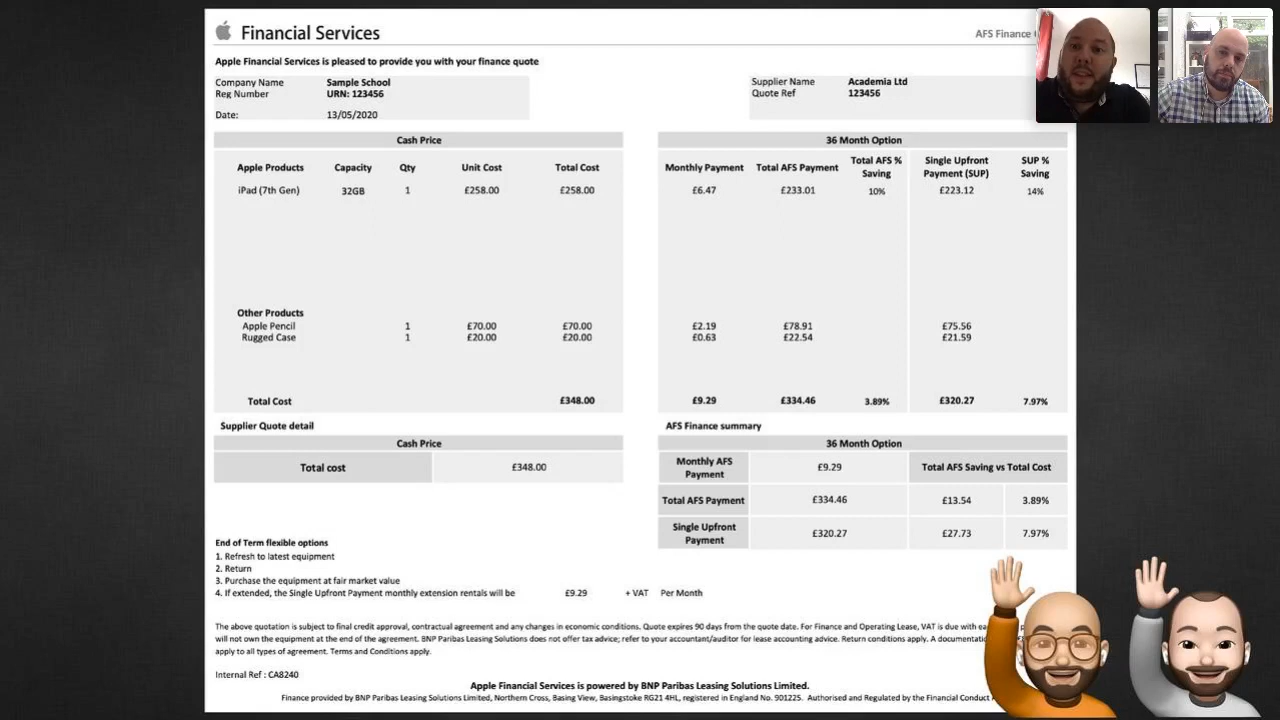 Financial Services
AFS Finance
Apple Financial Services is pleased to provide you with your finance quote
Company Name Sample School
Reg Number URN: 123456
Date: 13/05/2020
Supplier Name Academia Ltd
Quote Ref 123456
Cash Price
Apple Products Capacity Qty Unit Cost Total Cost
iPad (7th Gen) 32GB 1 £258.00 £258.00
Other Products
Apple Pencil 1 £70.00 £70.00
Rugged Case 1 £20.00 £20.00
Total Cost £348.00
36 Month Option
Monthly Payment Total AFS Payment Total AFS % Saving Single Upfront Payment (SUP) SUP % Saving
£6.47 £233.01 10% £223.12 14%
£2.19 £78.91 £75.56
£0.63 £22.54 £21.59
£9.29 £334.46 3.89% £320.27 7.97%
Supplier Quote detail
Cash Price
Total cost £348.00
AFS Finance summary
36 Month Option
Monthly AFS Payment £9.29 Total AFS Saving vs Total Cost
Total AFS Payment £334.46 £13.54 3.89%
Single Upfront Payment £320.27 £27.73 7.97%
End of Term flexible options
1. Refresh to latest equipment
2. Return
3. Purchase the equipment at fair market value
4. If extended, the Single Upfront Payment monthly extension rentals will be £9.29 + VAT Per Month
The above quotation is subject to final credit approval, contractual agreement and any changes in economic conditions. Quote expires 90 days from the quote date. For Finance and Operating Lease, VAT is due with
will not own the equipment at the end of the agreement. BNP Paribas Leasing Solutions does not offer tax advice; refer to your accountant/auditor for lease accounting advice. Return conditions apply. A
apply to all types of agreement. Terms and Conditions apply.
Internal Ref : CA8240
Apple Financial Services is powered by BNP Paribas Leasing Solutions Limited.
Finance provided by BNP Paribas Leasing Solutions Limited, Northern Cross, Basing View, Basingstoke RG21 4HL, registered in England No. 901225. Authorised and Regulated by the Financial Conduct